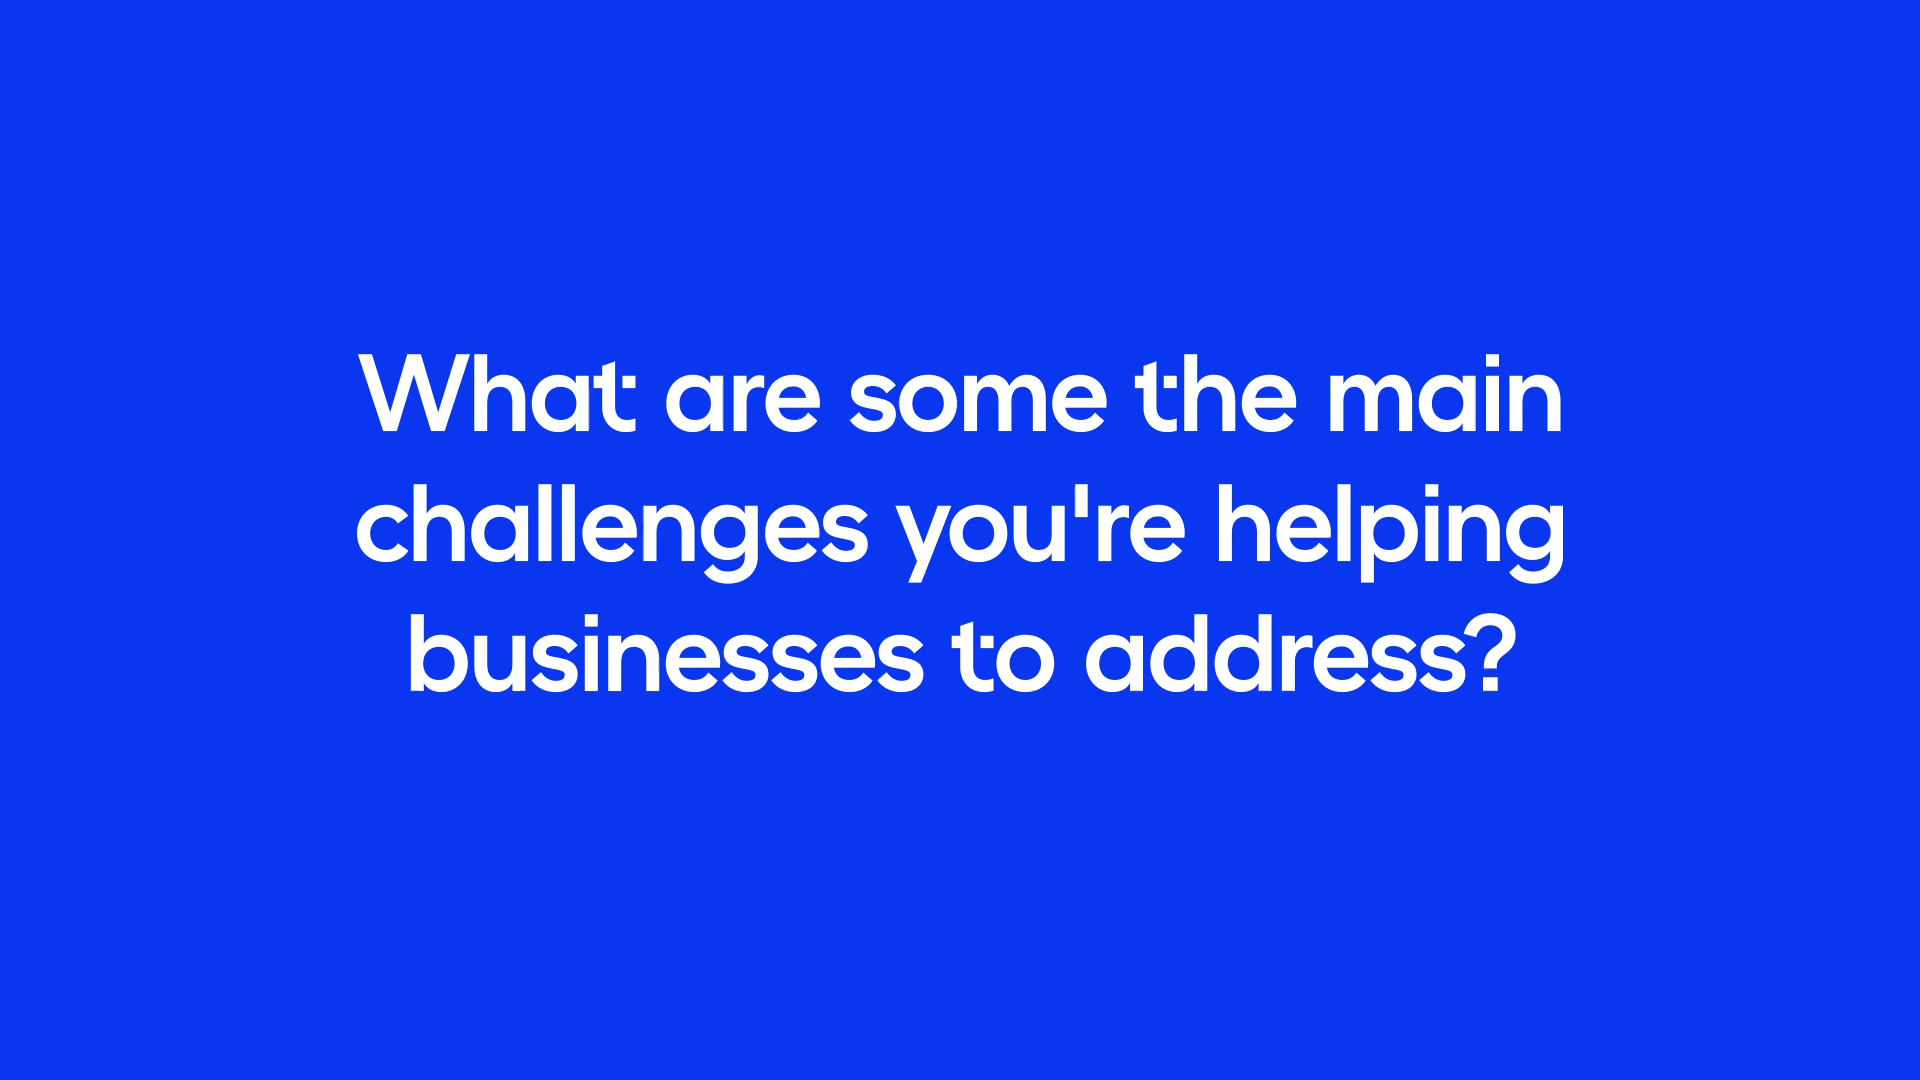 What are some the main
challenges you're helping
businesses to address?